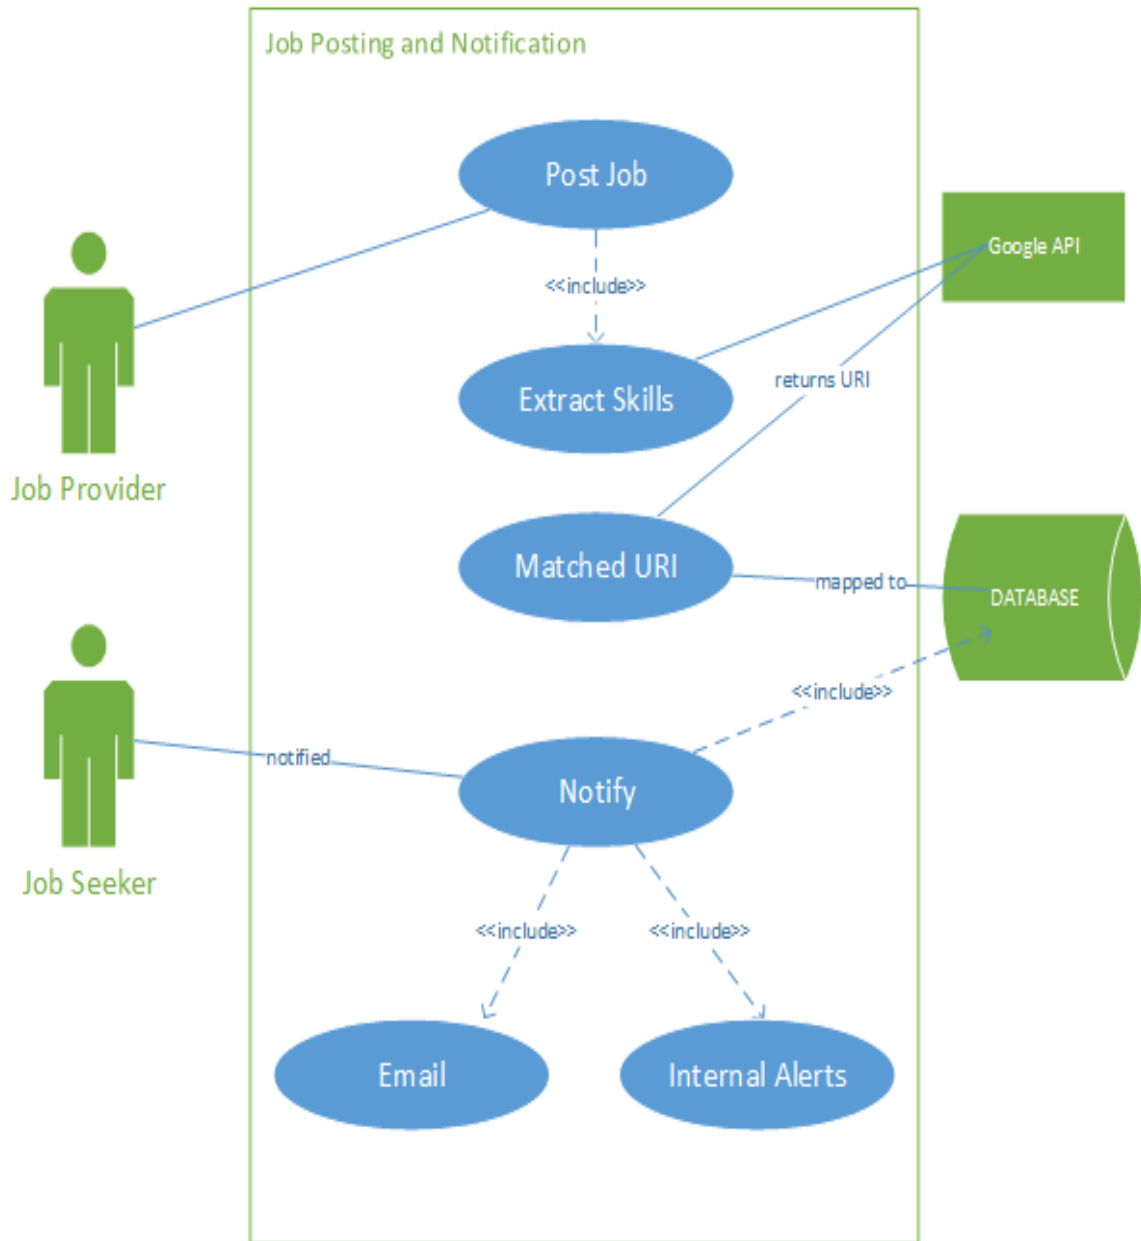 Job Posting and Notification
Post Job
Google API
<<include>>
Extract Skills
returns URI
Job Provider
Matched URI
mapped to
DATABASE
<<include>>
notified
Notify
Job Seeker
<<include>>
<<include>>
Email
Internal Alerts